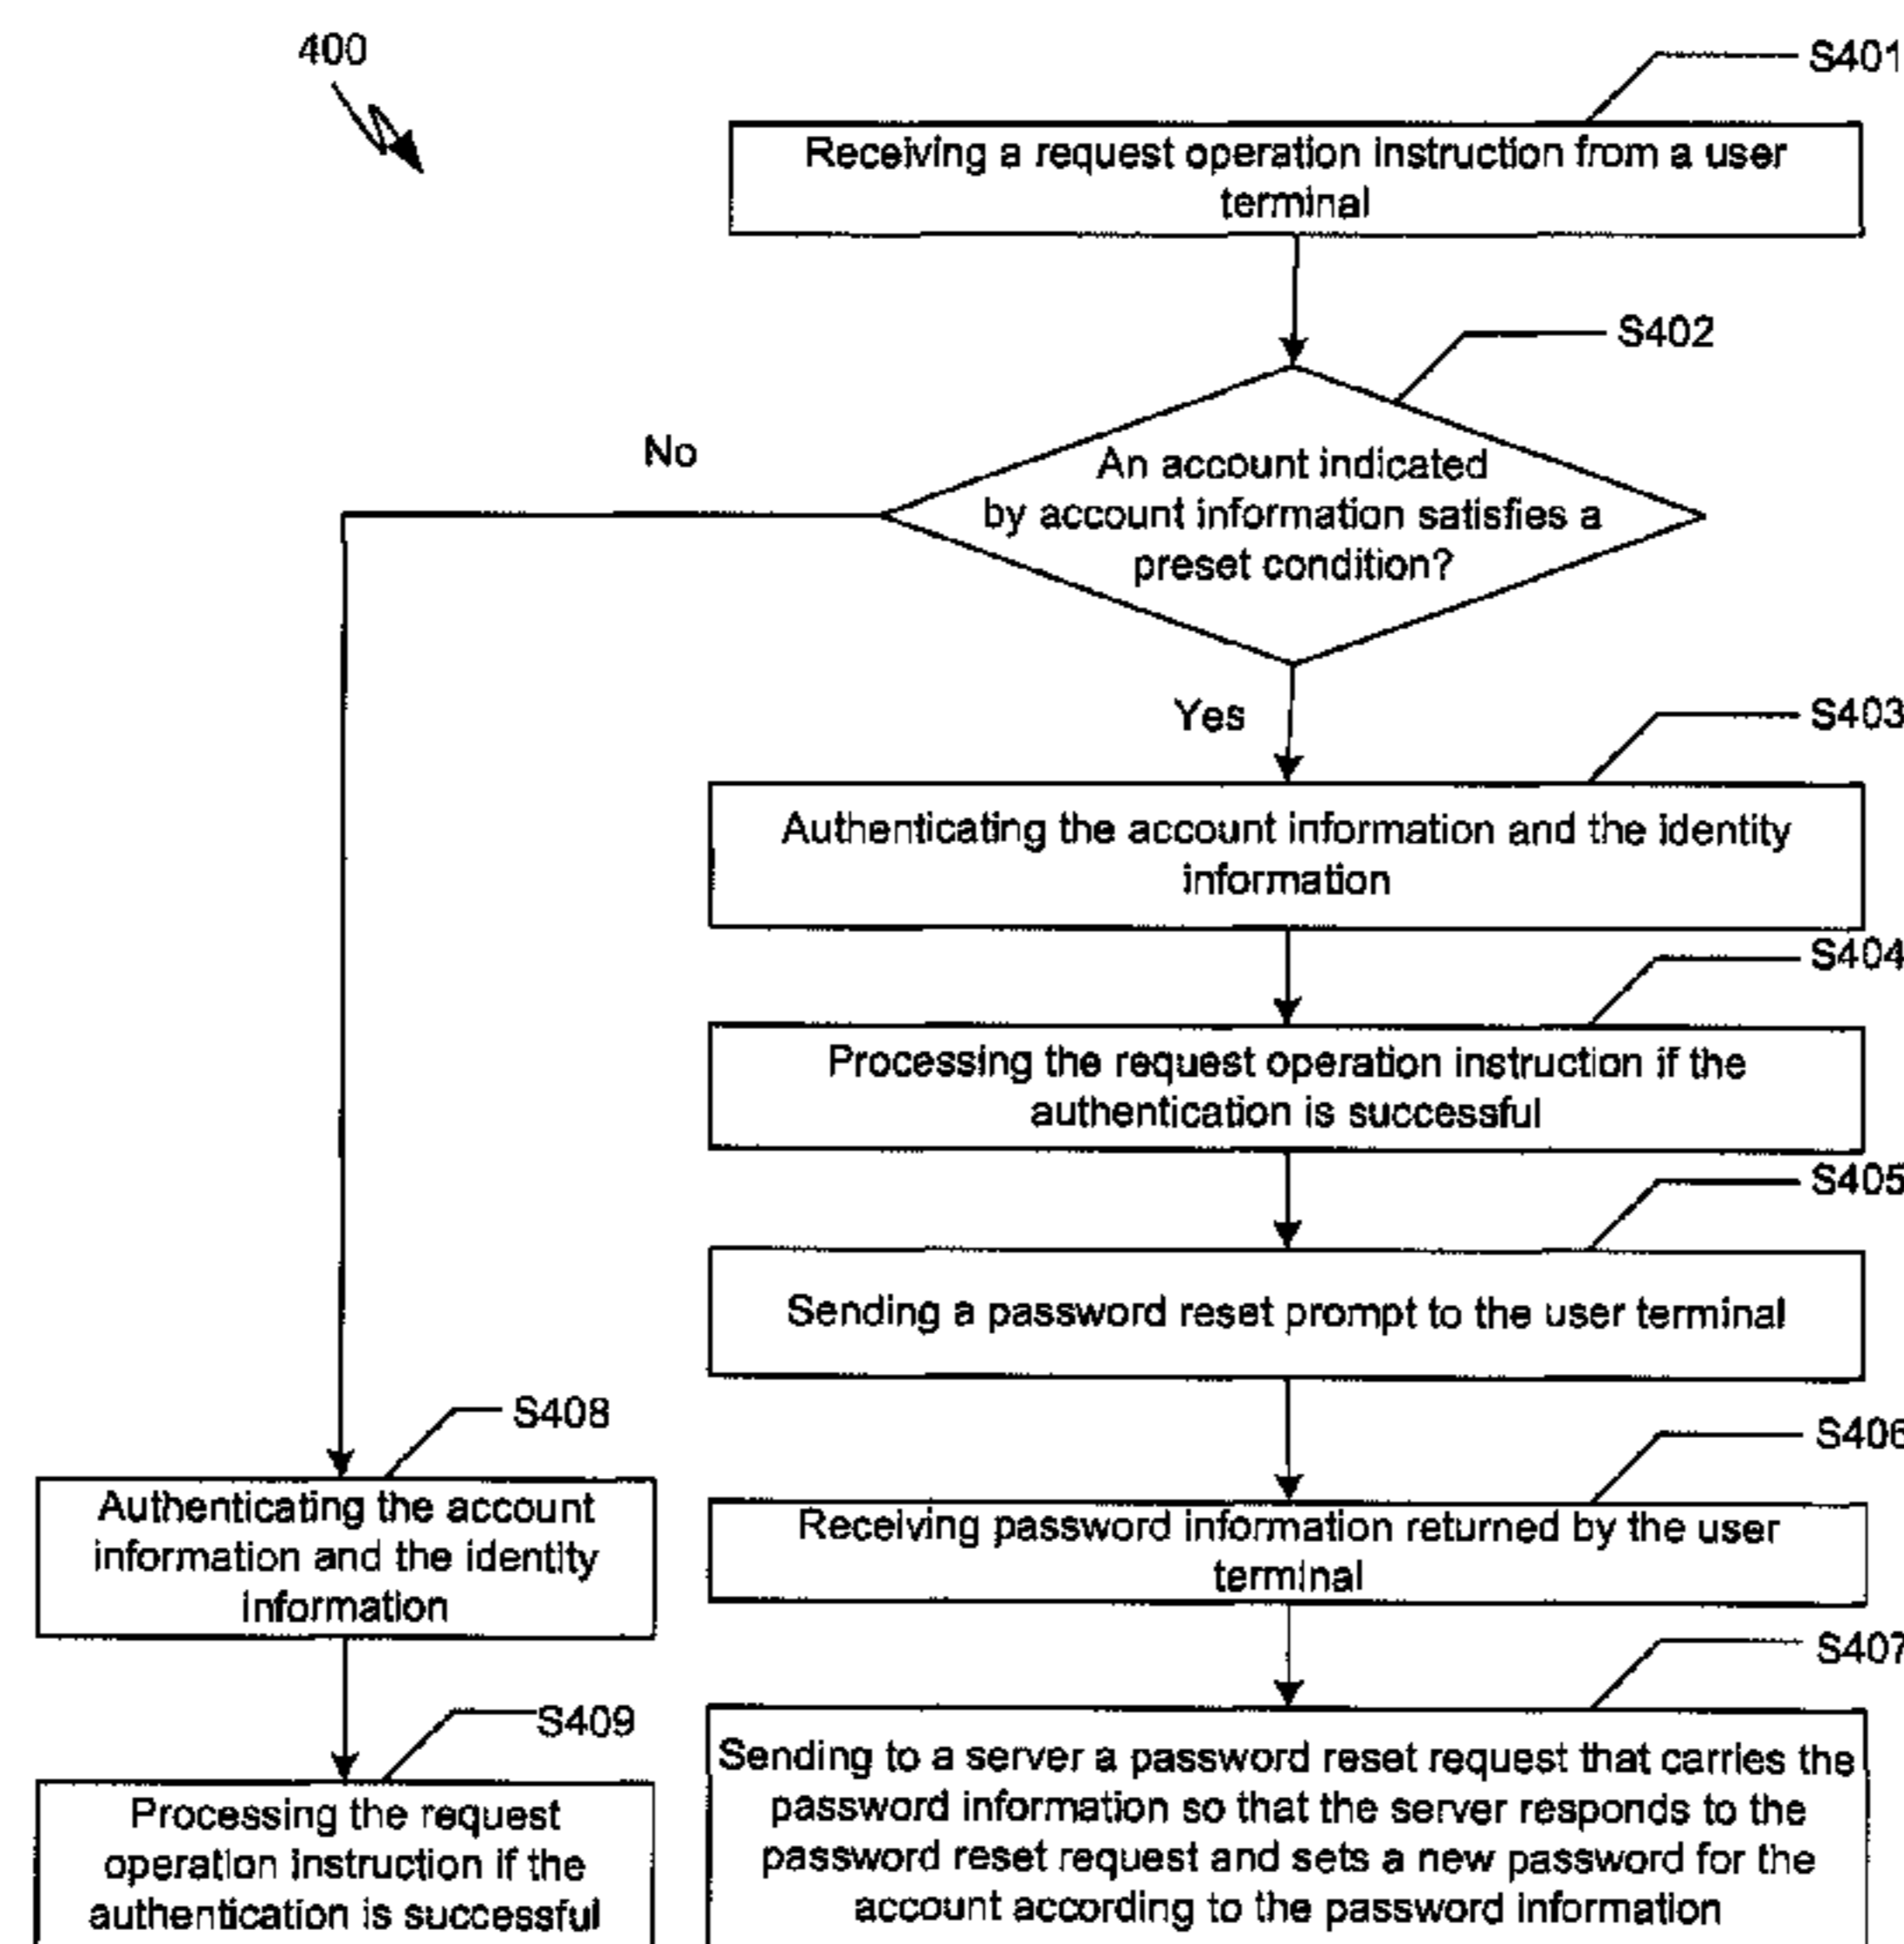 400
S401
Receiving a request operation instruction from a user
terminal
S402
No
An account indicated
by account information satisfies a
preset condition?
Yes
S403
Authenticating the account information and the identity
information
S404
Processing the request operation instruction if the
authentication is successful
S405
Sending a password reset prompt to the user terminal
S406
Receiving password information returned by the user
terminal
S407
Sending to a server a password reset request that carries the
password information so that the server responds to the
password reset request and sets a new password for the
account according to the password information
S408
Authenticating the account
information and the identity
information
S409
Processing the request
operation instruction if the
authentication is successful